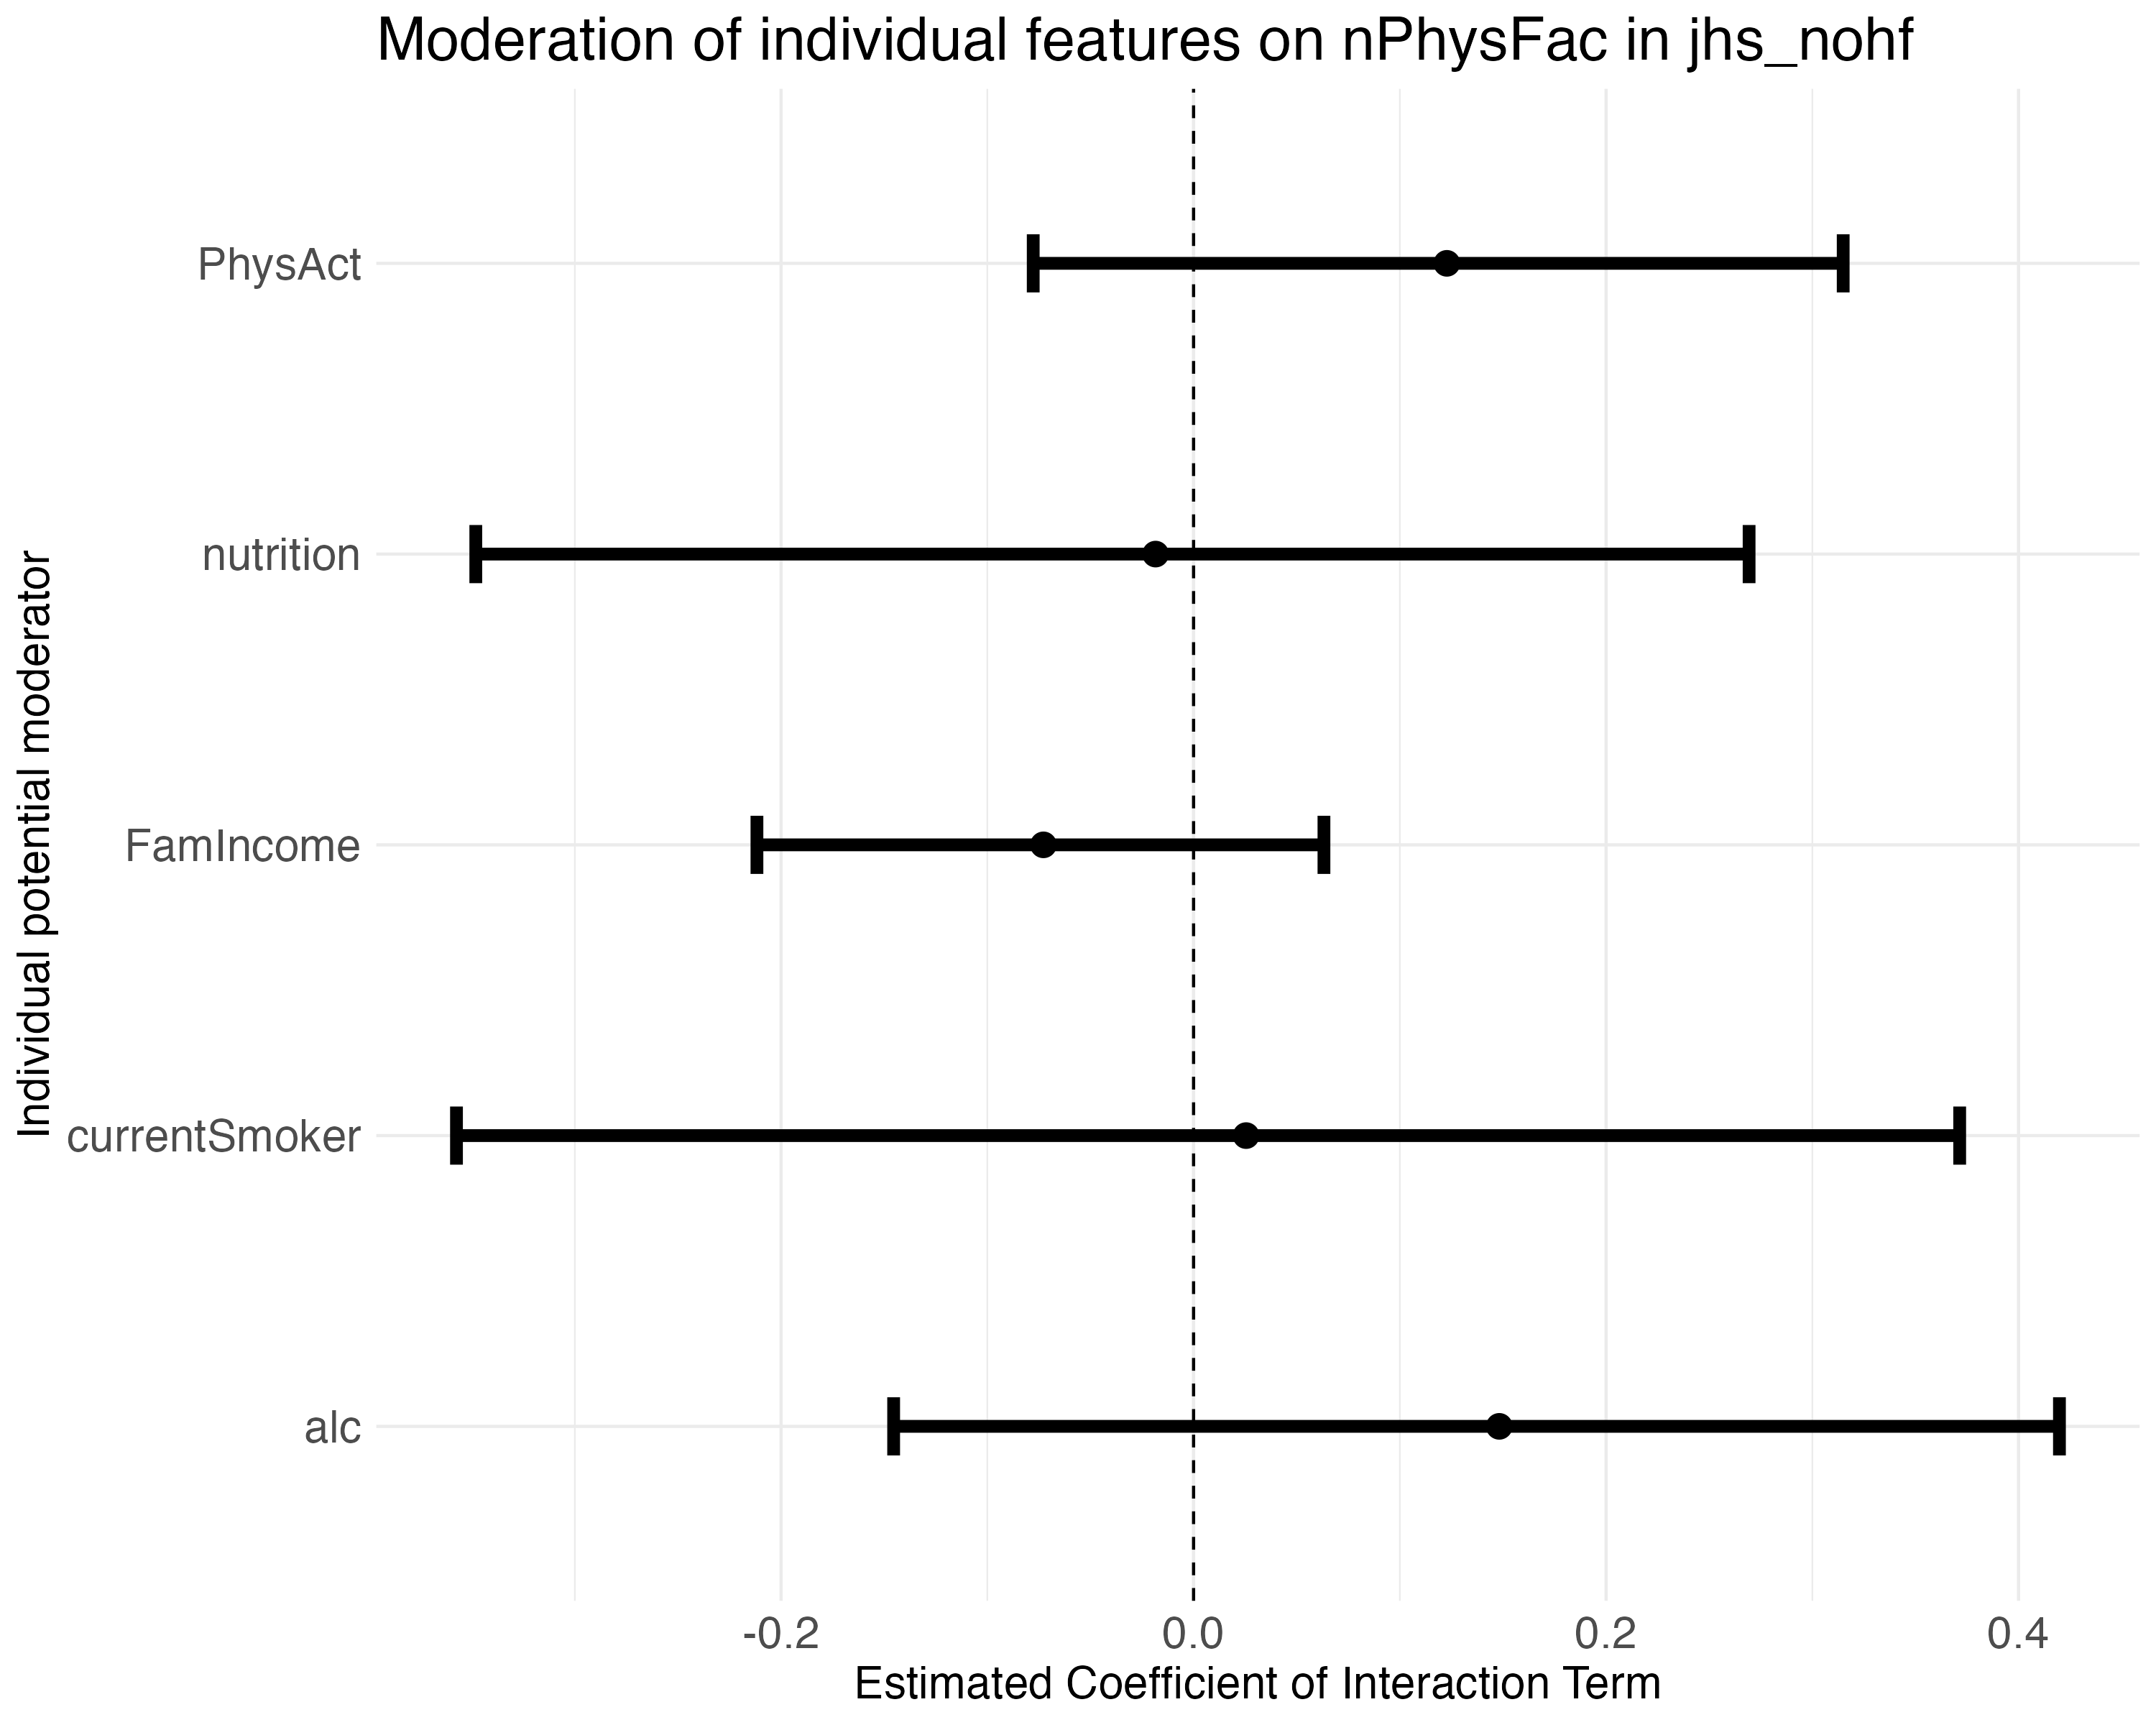 Moderation of individual features on nPhysFac in jhs_nohf
Individual potential moderator
PhysAct
nutrition
FamIncome
currentSmoker
alc
-0.2 0.0 0.2 0.4
Estimated Coefficient of Interaction Term